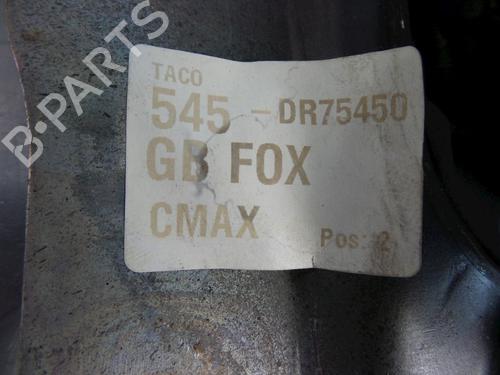 B-PARTS
TACO
545 - DR75450
GB FOX
CMAX Pos: 2